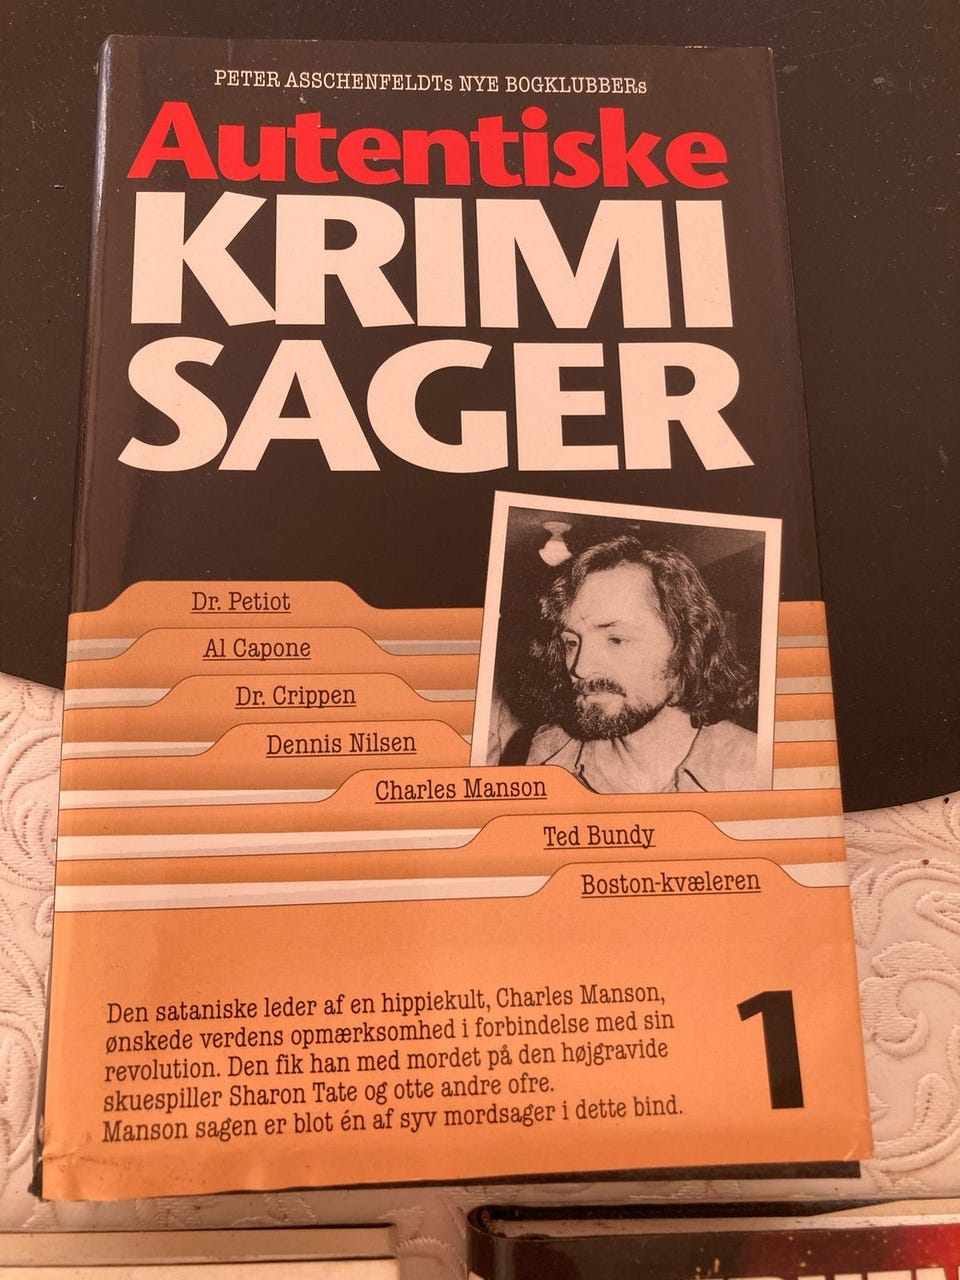 PETER ASSCHENFELDTs NYE BOGKLUBBERs
Autentiske
KRIMI
SAGER
Dr. Petiot
Al Capone
Dr. Crippen
Dennis Nilsen
Charles Manson
Ted Bundy
Boston-kvæleren
Den sataniske leder af en hippiekult, Charles Manson,
ønskede verdens opmærksomhed i forbindelse med sin
revolution. Den fik han med mordet på den højgravide
skuespiller Sharon Tate og otte andre ofre.
Manson sagen er blot én af syv mordsager i dette bind.
1